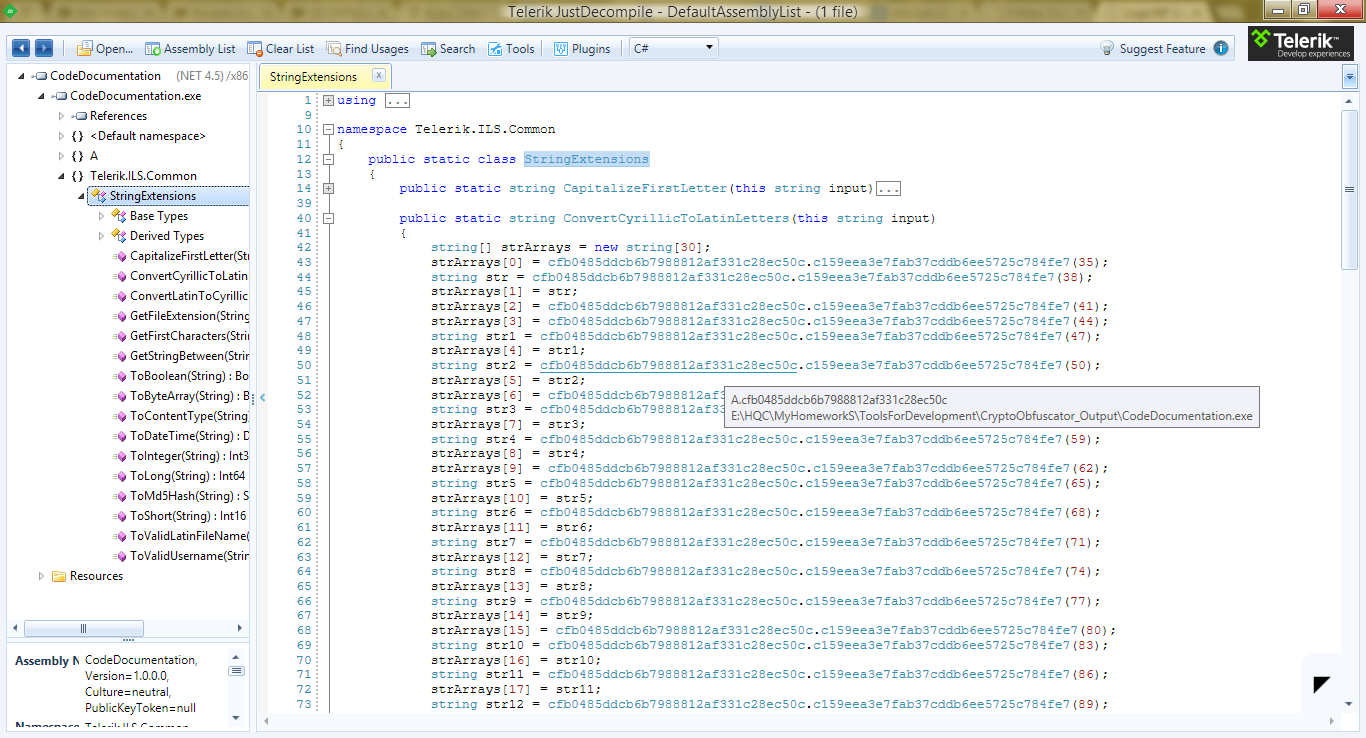 Telerik JustDecompile - DefaultAssemblyList - (1 file)
Open... Assembly List Clear List Find Usages Search Tools Plugins C# Suggest Feature Telerik™
Develop experiences
CodeDocumentation (NET 4.5) /x86
CodeDocumentation.exe
References
{ } <Default namespace>
{ } A
{ } Telerik.ILS.Common
StringExtensions
Base Types
Derived Types
CapitalizeFirstLetter(St
ConvertCyrillicToLatin
ConvertLatinToCyrillic
GetFileExtension(String
GetFirstCharacters(Stri
GetStringBetween(Strin
ToBoolean(String) : Bo
ToByteArray(String) : B
ToContentType(String)
ToDateTime(String) : D
ToInteger(String) : Int3
ToLong(String) : Int64
ToMd5Hash(String) : S
ToShort(String) : Int16
ToValidLatinFileName(
ToValidUsername(Strin
Resources
Assembly N CodeDocumentation,
Version=1.0.0.0,
Culture=neutral,
PublicKeyToken=null
Namespace Telerik.ILS.Common
StringExtensions x
1 using ...
9
10 namespace Telerik.ILS.Common
11 {
12 public static class StringExtensions
13 {
14 public static string CapitalizeFirstLetter(this string input)...
39
40 public static string ConvertCyrillicToLatinLetters(this string input)
41 {
42 string[] strArrays = new string[30];
43 strArrays[0] = cfb0485ddcb6b7988812af331c28ec50c.c159eea3e7fab37cddb6ee5725c784fe7(35);
44 string str = cfb0485ddcb6b7988812af331c28ec50c.c159eea3e7fab37cddb6ee5725c784fe7(38);
45 strArrays[1] = str;
46 strArrays[2] = cfb0485ddcb6b7988812af331c28ec50c.c159eea3e7fab37cddb6ee5725c784fe7(41);
47 strArrays[3] = cfb0485ddcb6b7988812af331c28ec50c.c159eea3e7fab37cddb6ee5725c784fe7(44);
48 string str1 = cfb0485ddcb6b7988812af331c28ec50c.c159eea3e7fab37cddb6ee5725c784fe7(47);
49 strArrays[4] = str1;
50 string str2 = cfb0485ddcb6b7988812af331c28ec50c.c159eea3e7fab37cddb6ee5725c784fe7(50);
51 strArrays[5] = str2;
52 strArrays[6] = cfb0485ddcb6b7988812af331
53 string str3 = cfb0485ddcb6b7988812af331
54 strArrays[7] = str3;
A.cfb0485ddcb6b7988812af331c28ec50c
E:\HQC\MyHomeworkS\ToolsForDevelopment\CryptoObfuscator_Output\CodeDocumentation.exe
55 string str4 = cfb0485ddcb6b7988812af331c28ec50c.c159eea3e7fab37cddb6ee5725c784fe7(59);
56 strArrays[8] = str4;
57 strArrays[9] = cfb0485ddcb6b7988812af331c28ec50c.c159eea3e7fab37cddb6ee5725c784fe7(62);
58 string str5 = cfb0485ddcb6b7988812af331c28ec50c.c159eea3e7fab37cddb6ee5725c784fe7(65);
59 strArrays[10] = str5;
60 string str6 = cfb0485ddcb6b7988812af331c28ec50c.c159eea3e7fab37cddb6ee5725c784fe7(68);
61 strArrays[11] = str6;
62 string str7 = cfb0485ddcb6b7988812af331c28ec50c.c159eea3e7fab37cddb6ee5725c784fe7(71);
63 strArrays[12] = str7;
64 string str8 = cfb0485ddcb6b7988812af331c28ec50c.c159eea3e7fab37cddb6ee5725c784fe7(74);
65 strArrays[13] = str8;
66 string str9 = cfb0485ddcb6b7988812af331c28ec50c.c159eea3e7fab37cddb6ee5725c784fe7(77);
67 strArrays[14] = str9;
68 strArrays[15] = cfb0485ddcb6b7988812af331c28ec50c.c159eea3e7fab37cddb6ee5725c784fe7(80);
69 string str10 = cfb0485ddcb6b7988812af331c28ec50c.c159eea3e7fab37cddb6ee5725c784fe7(83);
70 strArrays[16] = str10;
71 string str11 = cfb0485ddcb6b7988812af331c28ec50c.c159eea3e7fab37cddb6ee5725c784fe7(86);
72 strArrays[17] = str11;
73 string str12 = cfb0485ddcb6b7988812af331c28ec50c.c159eea3e7fab37cddb6ee5725c784fe7(89);